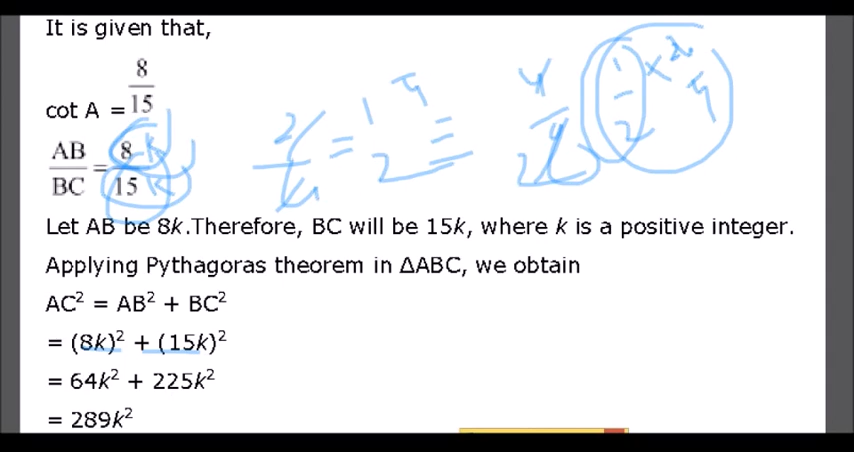 It is given that,
cot A = 8/15
AB/BC = 8/15
Let AB be 8k.Therefore, BC will be 15k, where k is a positive integer.
Applying Pythagoras theorem in ΔABC, we obtain
AC² = AB² + BC²
= (8k)² + (15k)²
= 64k² + 225k²
= 289k²